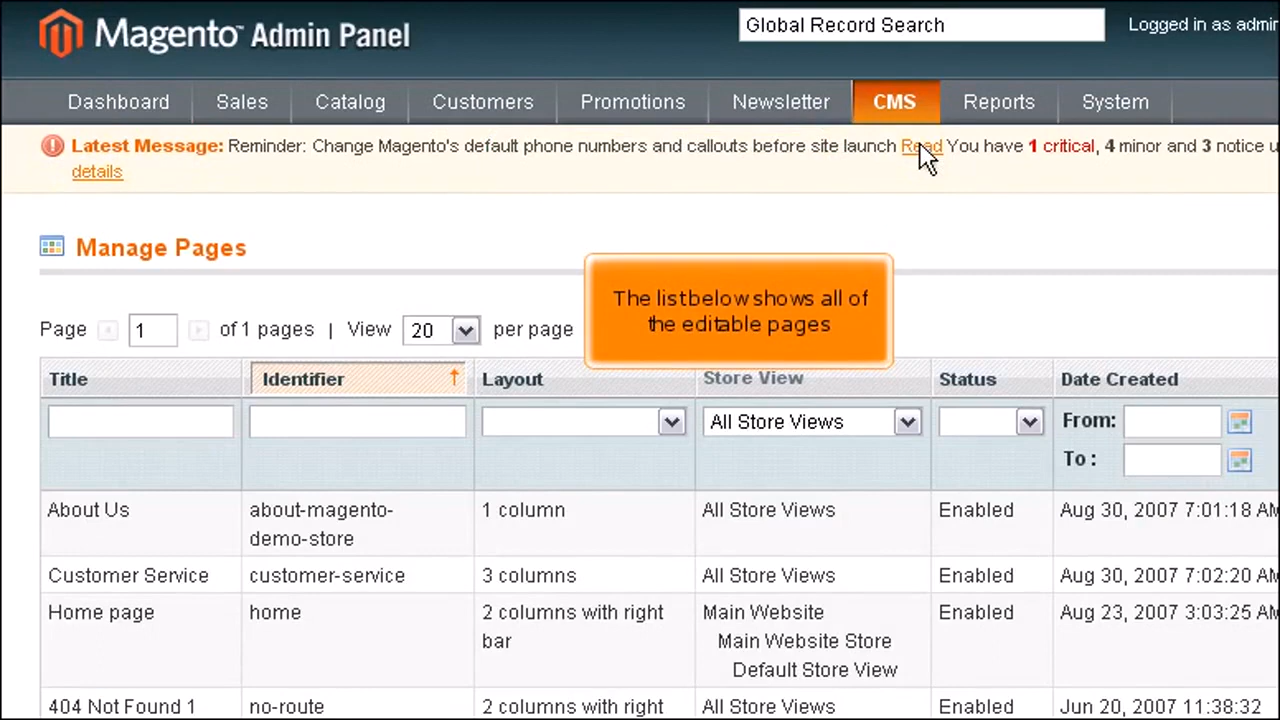 Magento™ Admin Panel
Global Record Search
Logged in as admin
Dashboard Sales Catalog Customers Promotions Newsletter CMS Reports System
Latest Message: Reminder: Change Magento's default phone numbers and callouts before site launch Read You have 1 critical, 4 minor and 3 notice u
details
Manage Pages
Page 1 of 1 pages | View 20 per page
The list below shows all of
the editable pages
Title Identifier Layout Store View Status Date Created
All Store Views From:
To :
About Us about-magento- 1 column All Store Views Enabled Aug 30, 2007 7:01:18 AM
demo-store
Customer Service customer-service 3 columns All Store Views Enabled Aug 30, 2007 7:02:20 AM
Home page home 2 columns with right Main Website Enabled Aug 23, 2007 3:03:25 AM
bar Main Website Store
Default Store View
404 Not Found 1 no-route 2 columns with right All Store Views Enabled Jun 20, 2007 11:38:32